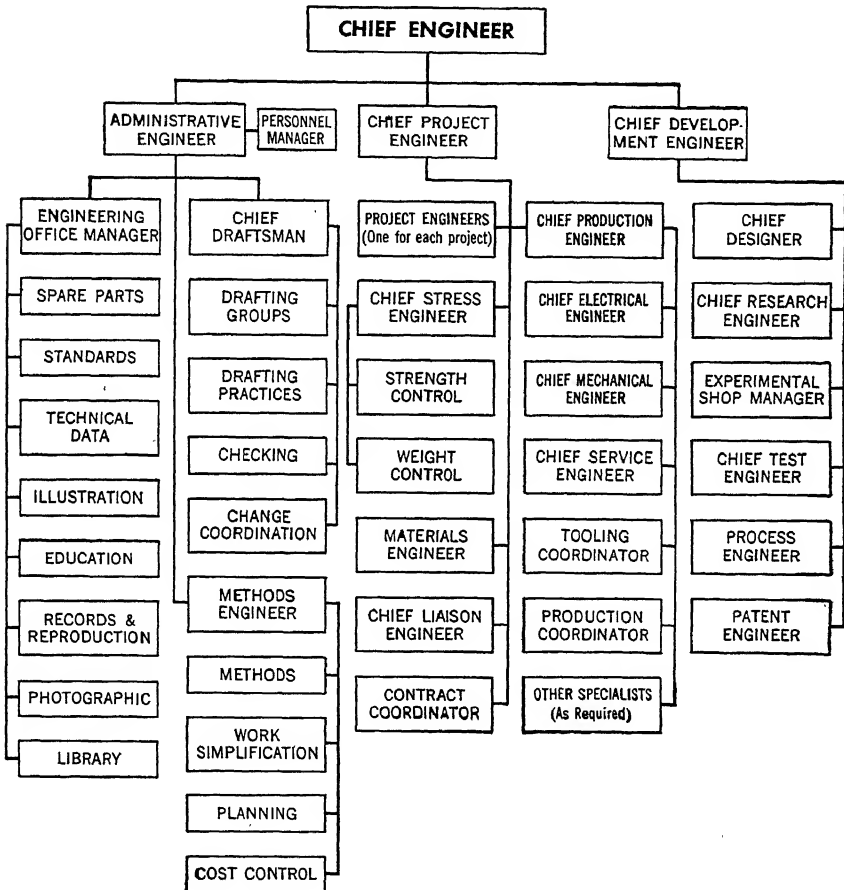 CHIEF ENGINEER
ADMINISTRATIVE
ENGINEER
PERSONNEL
MANAGER
CHIEF PROJECT
ENGINEER
CHIEF DEVELOP-
MENT ENGINEER
ENGINEERING
OFFICE MANAGER
SPARE PARTS
STANDARDS
TECHNICAL
DATA
ILLUSTRATION
EDUCATION
RECORDS &
REPRODUCTION
PHOTOGRAPHIC
LIBRARY
CHIEF
DRAFTSMAN
DRAFTING
GROUPS
DRAFTING
PRACTICES
CHECKING
CHANGE
COORDINATION
METHODS
ENGINEER
METHODS
WORK
SIMPLIFICATION
PLANNING
COST CONTROL
PROJECT ENGINEERS
(One for each project)
CHIEF STRESS
ENGINEER
STRENGTH
CONTROL
WEIGHT
CONTROL
MATERIALS
ENGINEER
CHIEF LIAISON
ENGINEER
CONTRACT
COORDINATOR
CHIEF PRODUCTION
ENGINEER
CHIEF ELECTRICAL
ENGINEER
CHIEF MECHANICAL
ENGINEER
CHIEF SERVICE
ENGINEER
TOOLING
COORDINATOR
PRODUCTION
COORDINATOR
OTHER SPECIALISTS
(As Required)
CHIEF
DESIGNER
CHIEF RESEARCH
ENGINEER
EXPERIMENTAL
SHOP MANAGER
CHIEF TEST
ENGINEER
PROCESS
ENGINEER
PATENT
ENGINEER